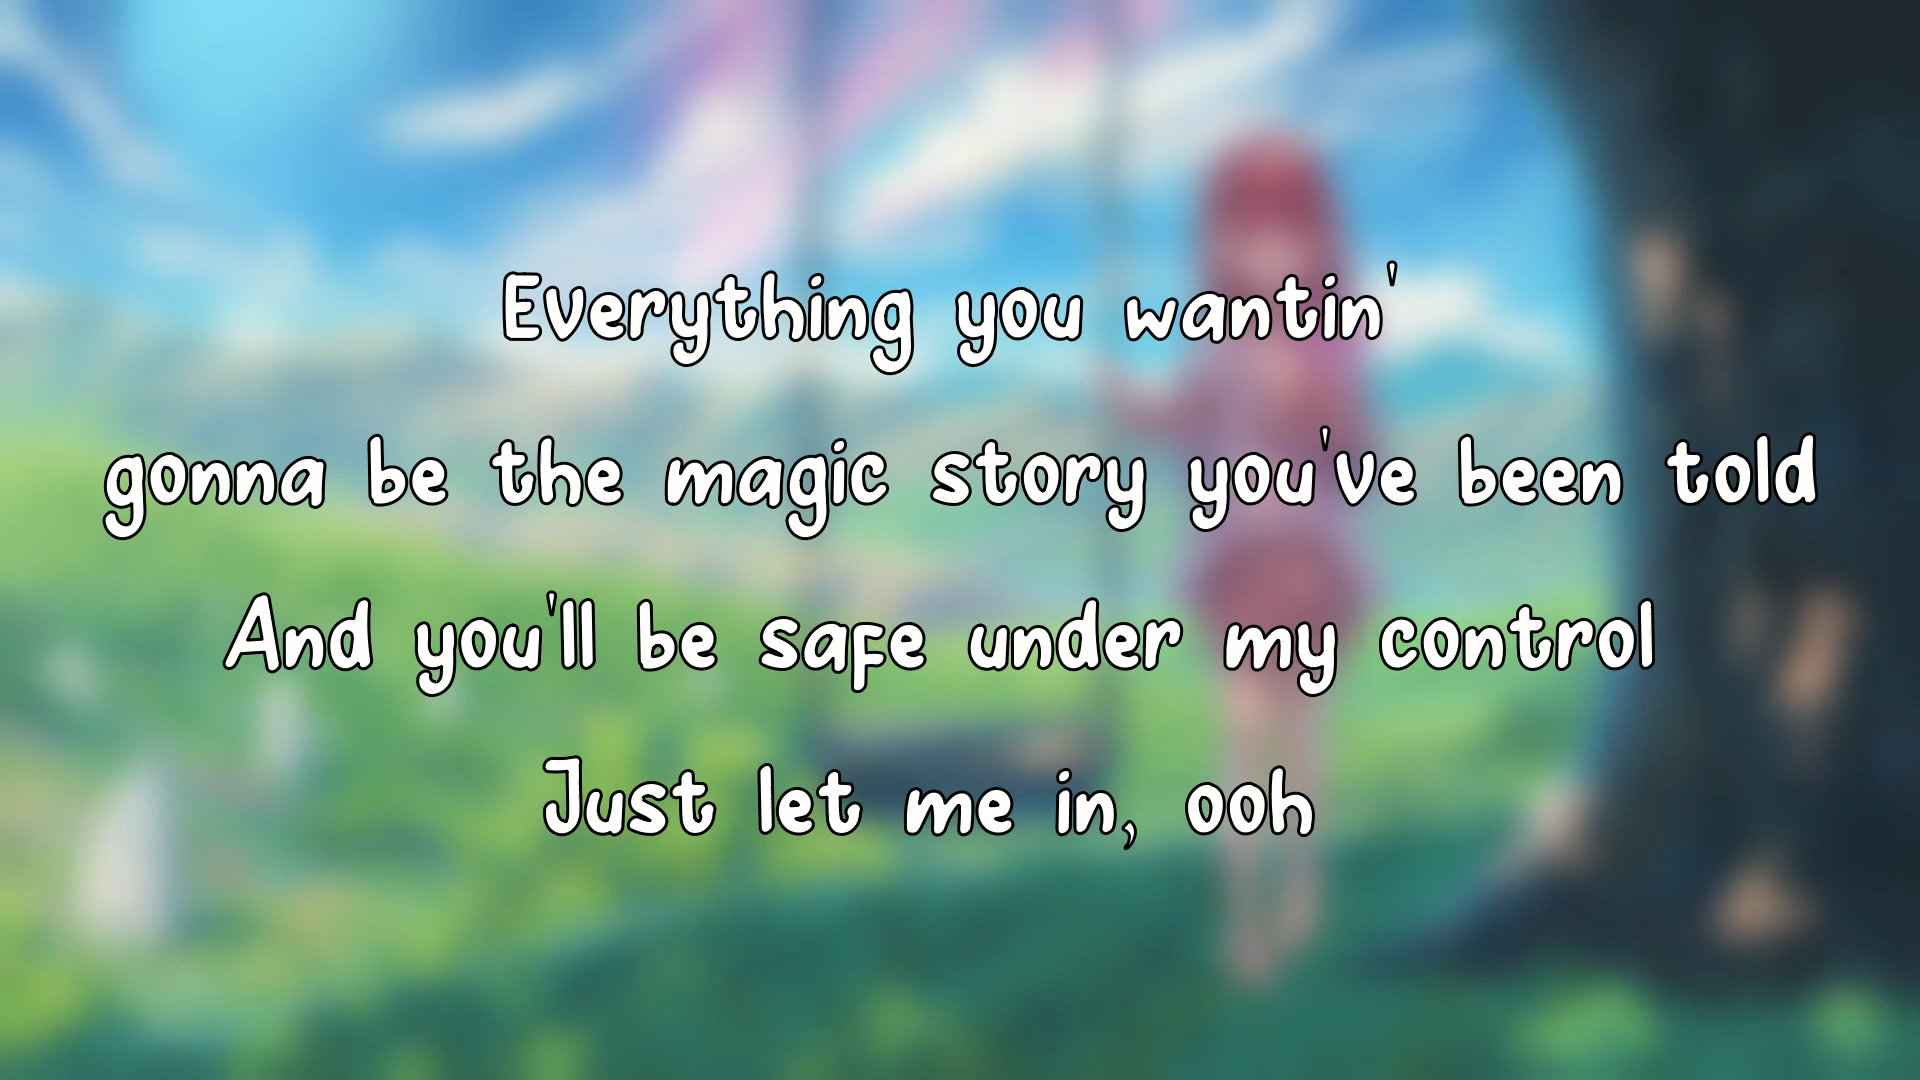 Everything you wantin'
gonna be the magic story you've been told
And you'll be safe under my control
Just let me in, ooh